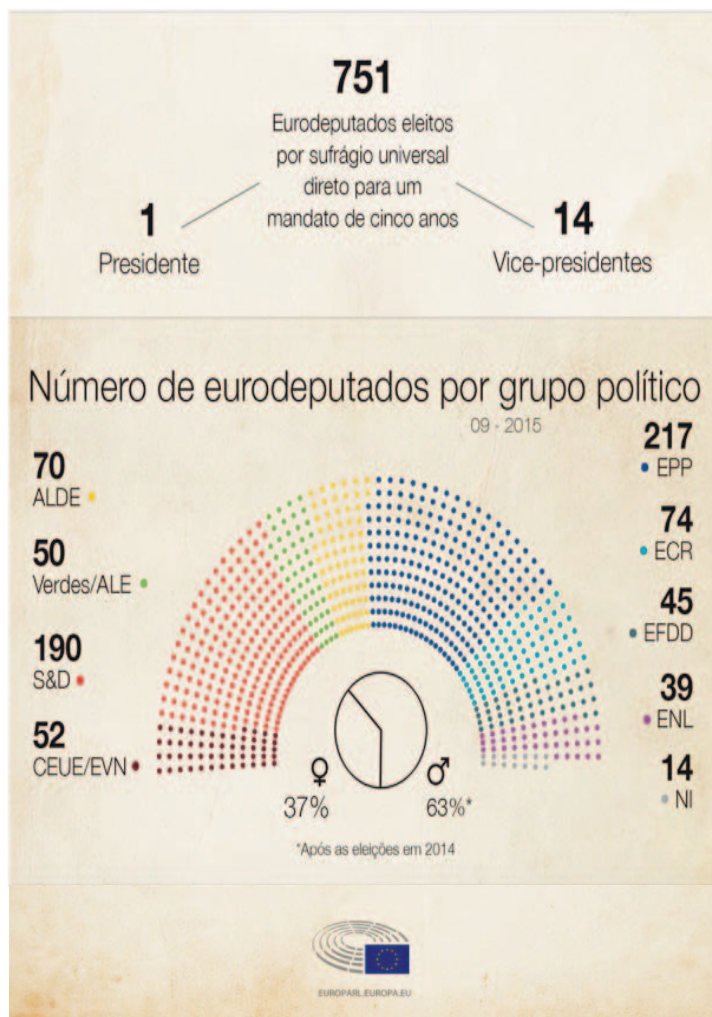 751
Eurodeputados eleitos
por sufrágio universal
direto para um
mandato de cinco anos
1
Presidente
14
Vice-presidentes
Número de eurodeputados por grupo político
09 - 2015
70
ALDE
50
Verdes/ALE
190
S&D
52
CEUE/EVN
217
EPP
74
ECR
45
EFDD
39
ENL
14
NI
37%
63%*
*Após as eleições em 2014
EUROPARL.EUROPA.EU